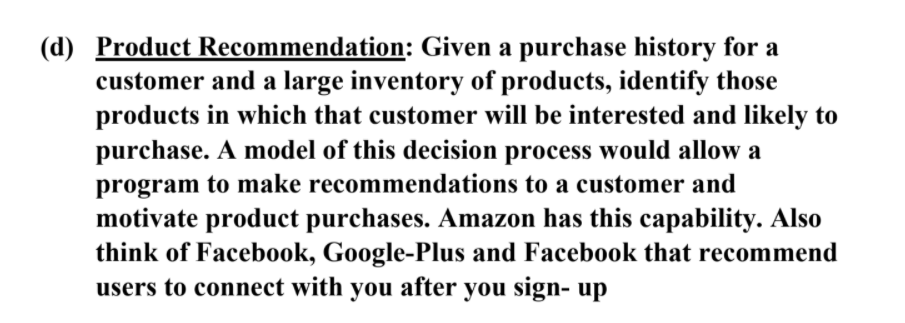 (d) Product Recommendation: Given a purchase history for a
customer and a large inventory of products, identify those
products in which that customer will be interested and likely to
purchase. A model of this decision process would allow a
program to make recommendations to a customer and
motivate product purchases. Amazon has this capability. Also
think of Facebook, Google-Plus and Facebook that recommend
users to connect with you after you sign- up